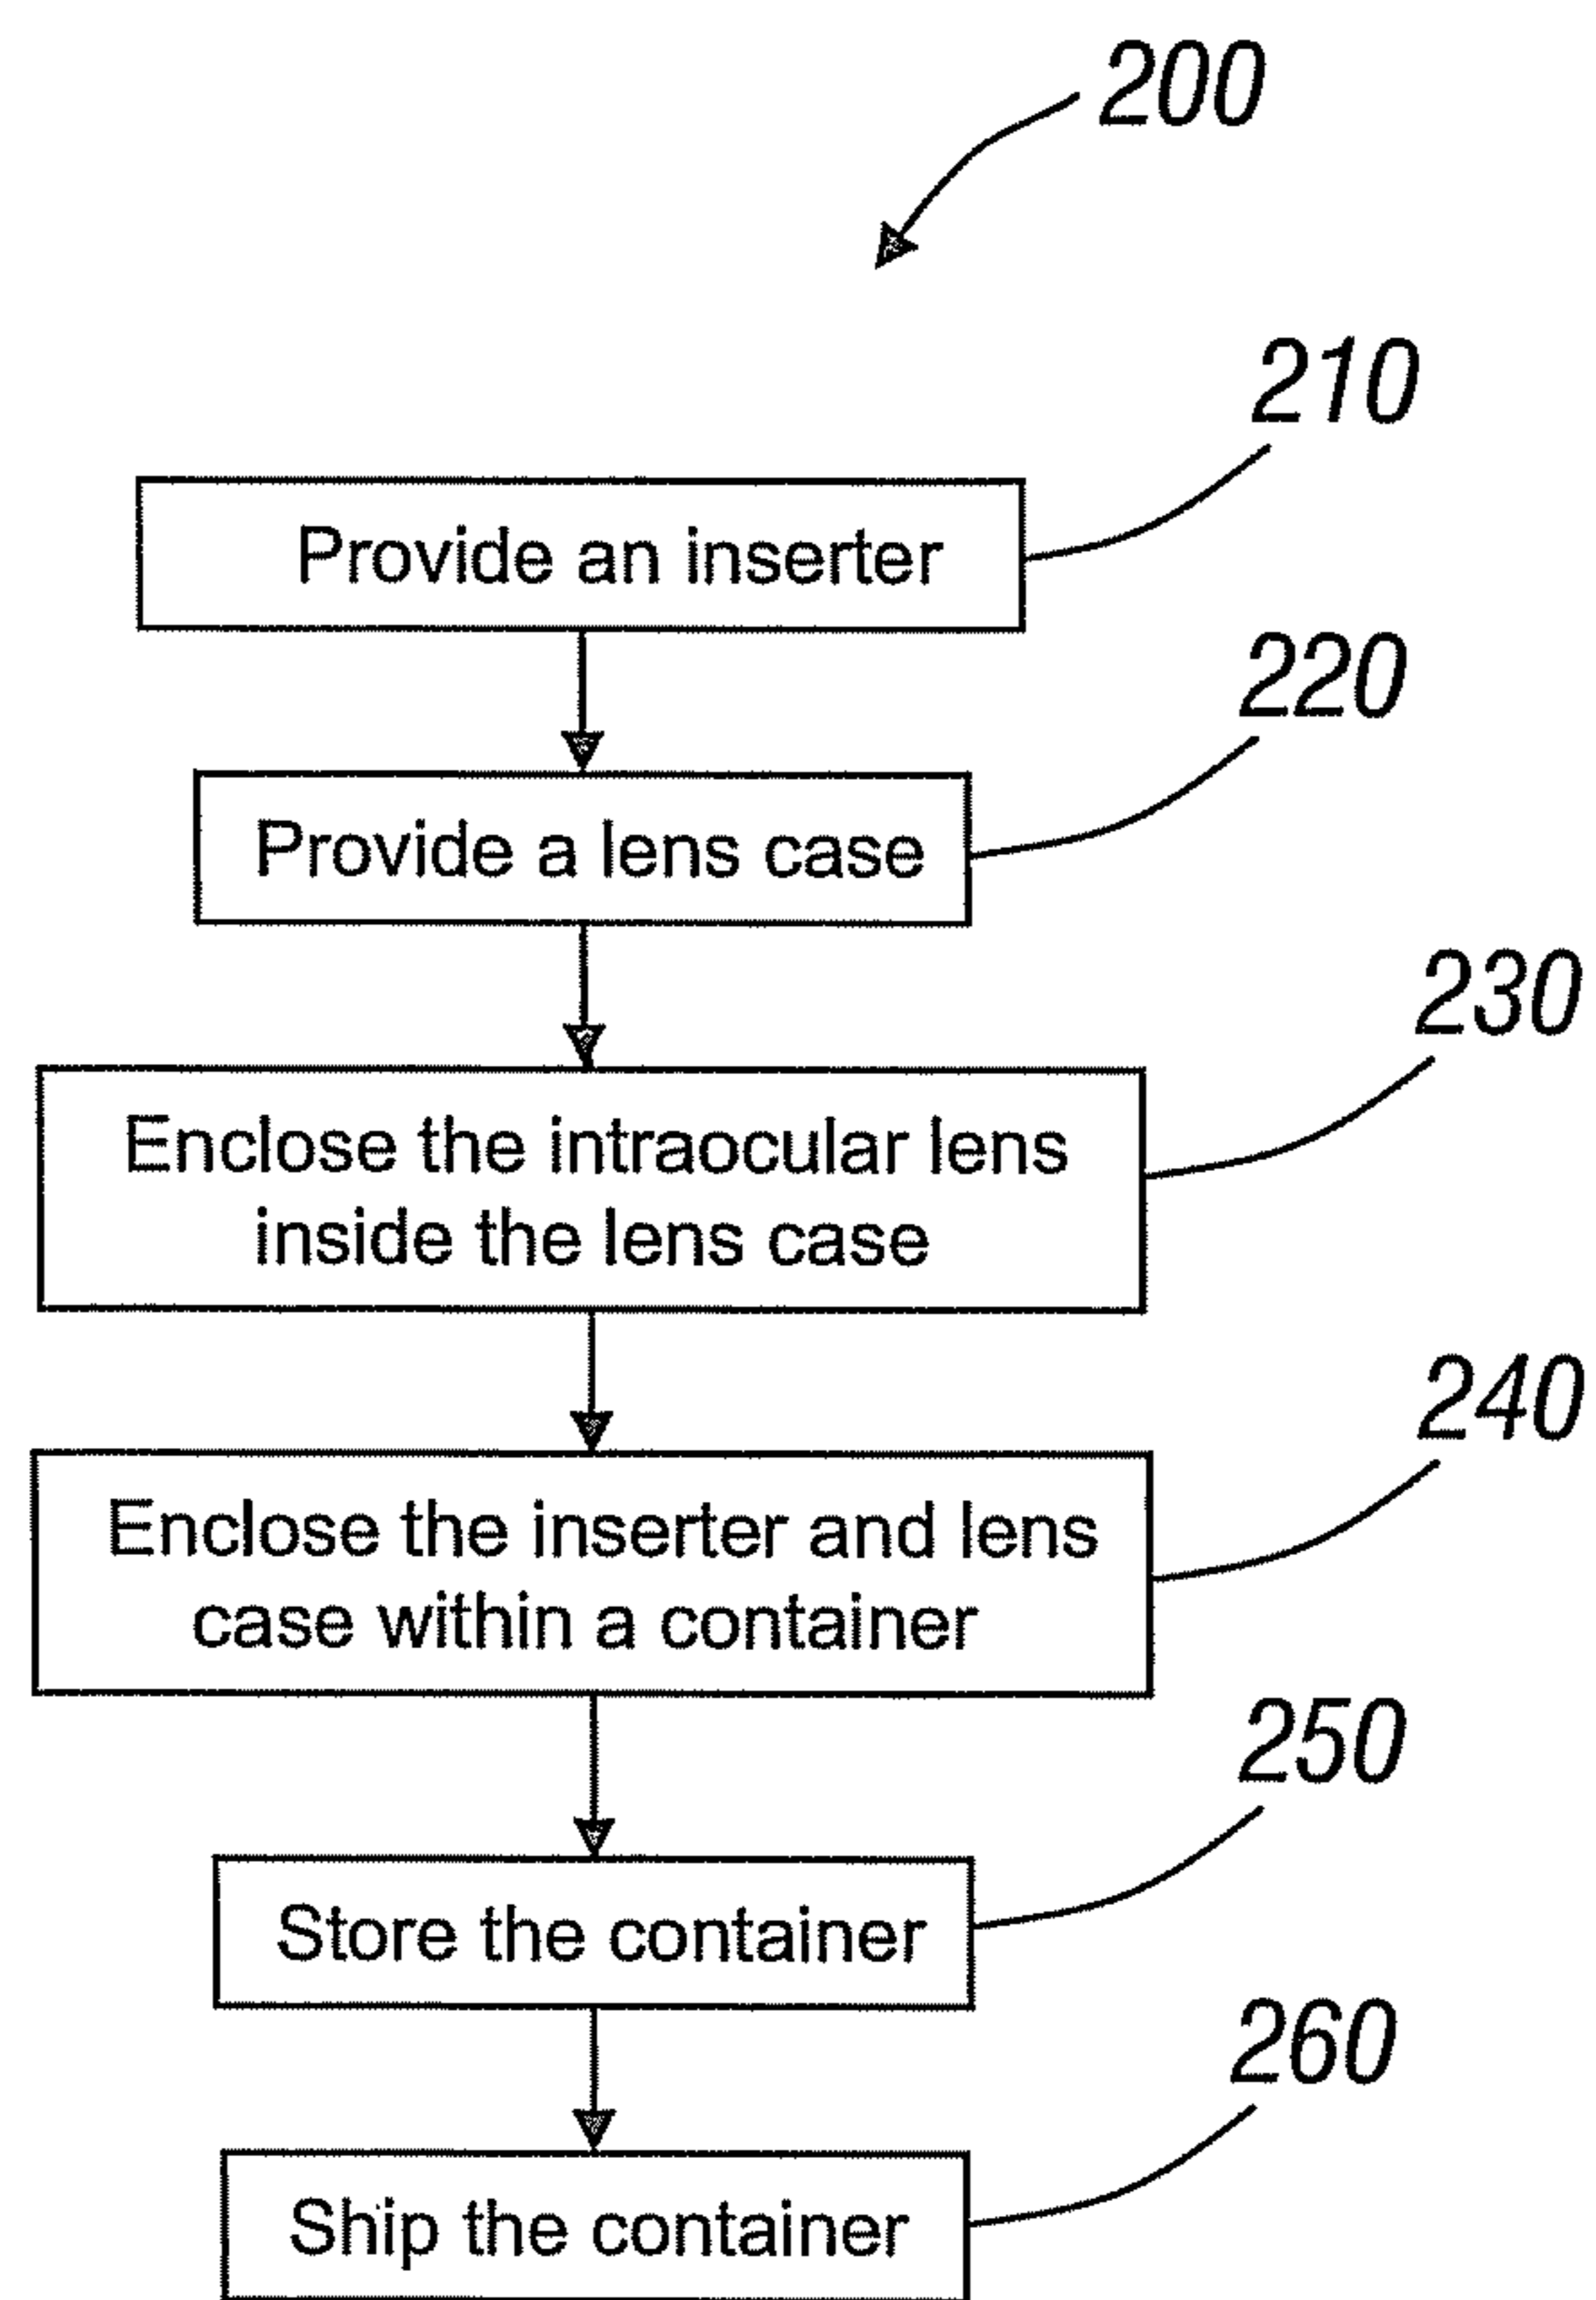 200
210
Provide an inserter
220
Provide a lens case
230
Enclose the intraocular lens
inside the lens case
240
Enclose the inserter and lens
case within a container
250
Store the container
260
Ship the container